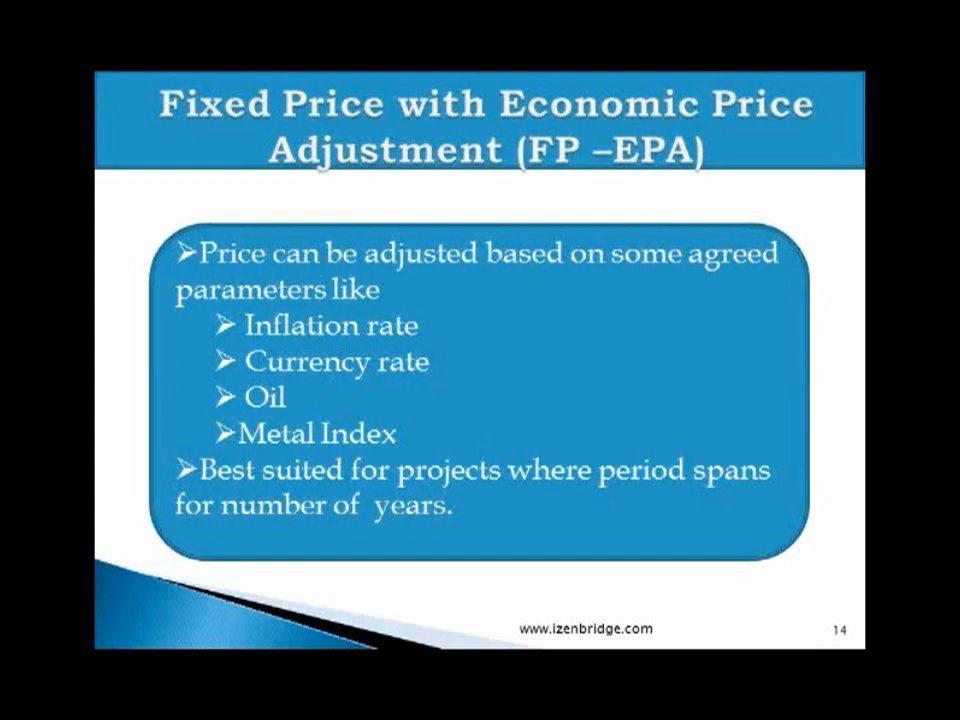 Fixed Price with Economic Price
Adjustment (FP –EPA)
➢Price can be adjusted based on some agreed
parameters like
➢ Inflation rate
➢ Currency rate
➢ Oil
➢Metal Index
➢Best suited for projects where period spans
for number of  years.
www.izenbridge.com
14